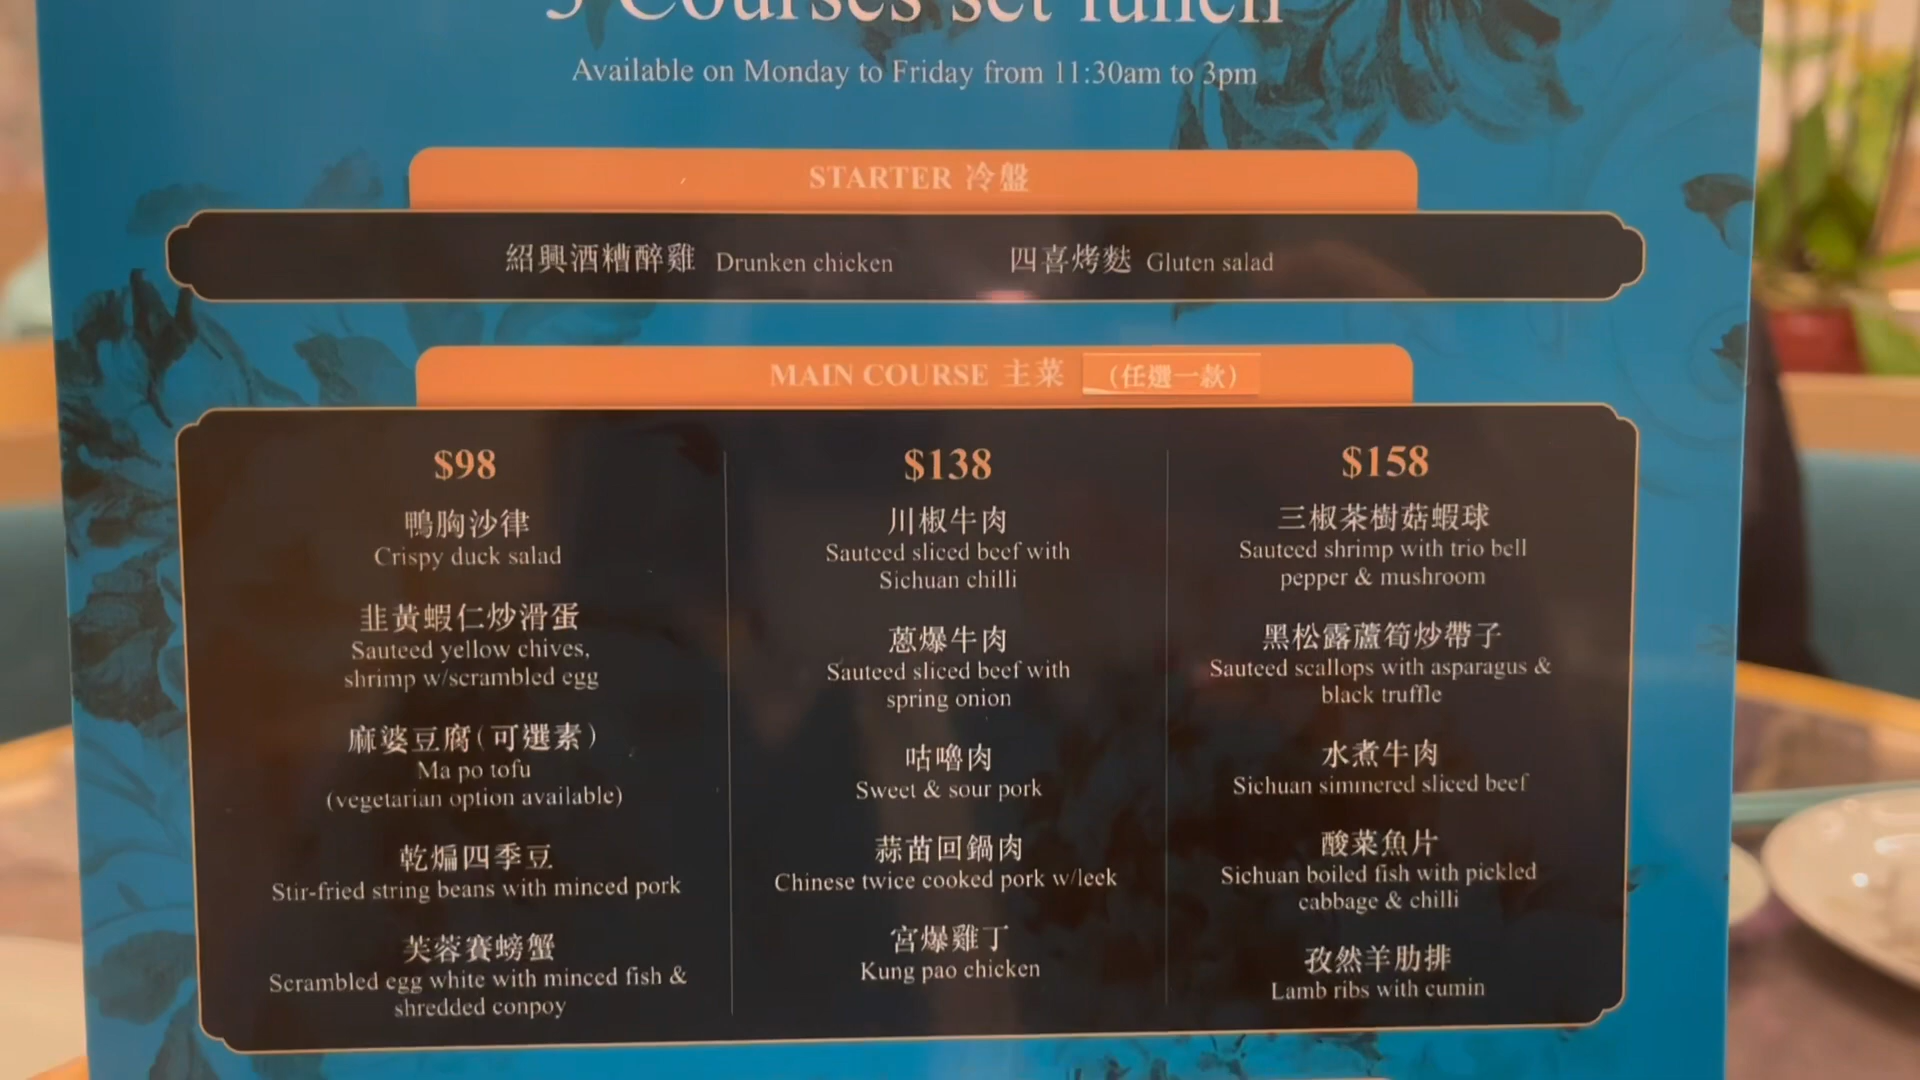 5 Courses set lunch
Available on Monday to Friday from 11:30am to 3pm
STARTER 冷盤
紹興酒糟醉雞 Drunken chicken 四喜烤麩 Gluten salad
MAIN COURSE 主菜 （任選一款）
$98
鴨胸沙律
Crispy duck salad
韭黃蝦仁炒滑蛋
Sauteed yellow chives,
shrimp w/scrambled egg
麻婆豆腐（可選素）
Ma po tofu
(vegetarian option available)
乾煸四季豆
Stir-fried string beans with minced pork
芙蓉賽螃蟹
Scrambled egg white with minced fish &
shredded conpoy
$138
川椒牛肉
Sauteed sliced beef with
Sichuan chilli
蔥爆牛肉
Sauteed sliced beef with
spring onion
咕嚕肉
Sweet & sour pork
蒜苗回鍋肉
Chinese twice cooked pork w/leek
宮爆雞丁
Kung pao chicken
$158
三椒茶樹菇蝦球
Sauteed shrimp with trio bell
pepper & mushroom
黑松露蘆筍炒帶子
Sauteed scallops with asparagus &
black truffle
水煮牛肉
Sichuan simmered sliced beef
酸菜魚片
Sichuan boiled fish with pickled
cabbage & chilli
孜然羊肋排
Lamb ribs with cumin